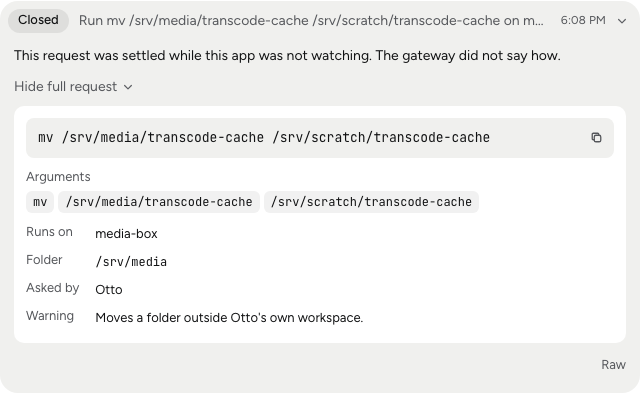 Closed Run mv /srv/media/transcode-cache /srv/scratch/transcode-cache on m... 6:08 PM
This request was settled while this app was not watching. The gateway did not say how.
Hide full request
mv /srv/media/transcode-cache /srv/scratch/transcode-cache
Arguments
mv /srv/media/transcode-cache /srv/scratch/transcode-cache
Runs on media-box
Folder /srv/media
Asked by Otto
Warning Moves a folder outside Otto's own workspace.
Raw